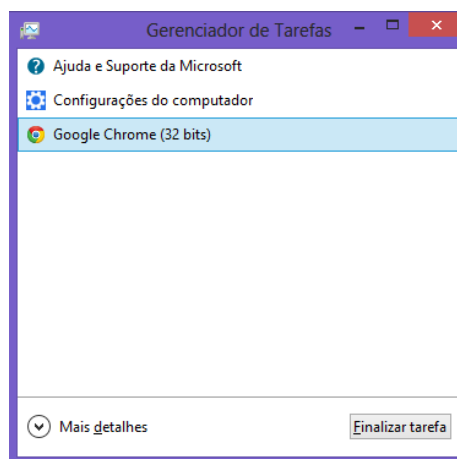 Gerenciador de Tarefas
Ajuda e Suporte da Microsoft
Configurações do computador
Google Chrome (32 bits)
Mais detalhes
Finalizar tarefa